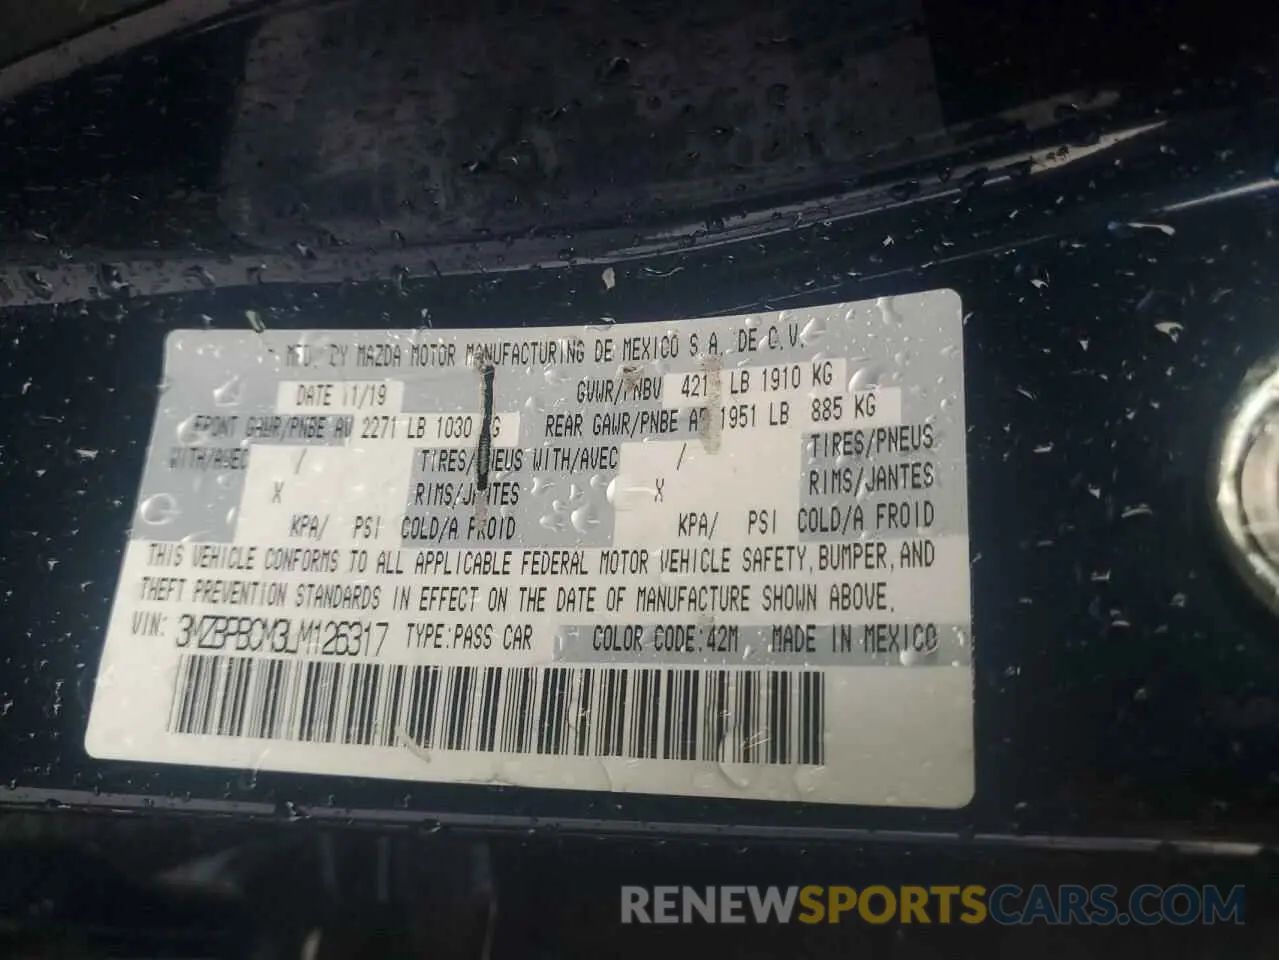 MFD. BY MAZDA MOTOR MANUFACTURING DE MEXICO S.A. DE C.V.
DATE 11/19 GVWR/PNBV 421 LB 1910 KG
FRONT GAWR/PNBE AV 2271 LB 1030 KG REAR GAWR/PNBE AR 1951 LB 885 KG
WITH/AVEC / TIRES/PNEUS WITH/AVEC / TIRES/PNEUS
X RIMS/JANTES X RIMS/JANTES
KPA/ PSI COLD/A FROID KPA/ PSI COLD/A FROID
THIS VEHICLE CONFORMS TO ALL APPLICABLE FEDERAL MOTOR VEHICLE SAFETY, BUMPER, AND
THEFT PREVENTION STANDARDS IN EFFECT ON THE DATE OF MANUFACTURE SHOWN ABOVE.
VIN: 3MZBPBCM3LM126317 TYPE:PASS CAR COLOR CODE:42M MADE IN MEXICO
RENEWSPORTSCARS.COM